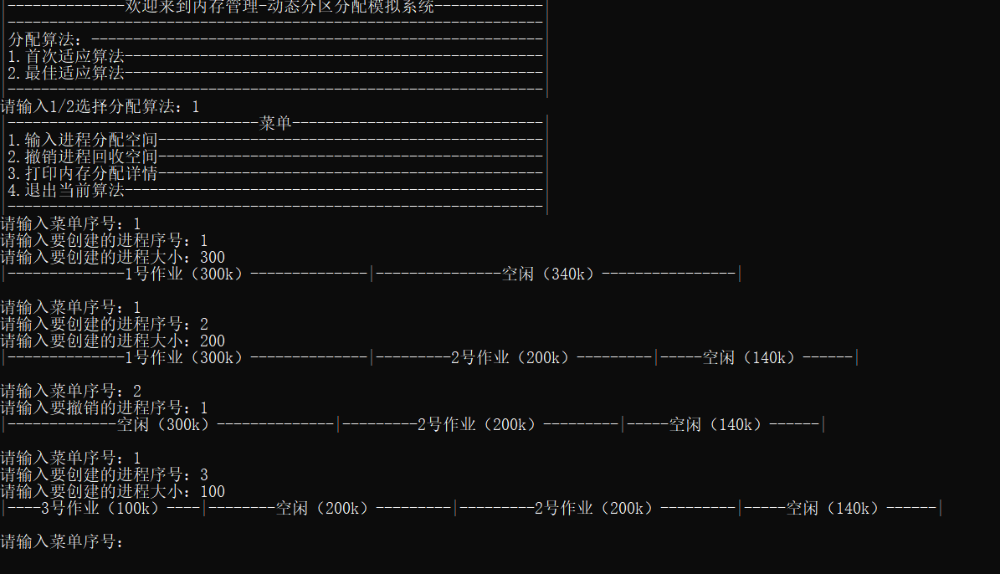 |--------------欢迎来到内存管理-动态分区分配模拟系统-------------|
|----------------------------------------------------------------|
|分配算法：------------------------------------------------------|
|1.首次适应算法--------------------------------------------------|
|2.最佳适应算法--------------------------------------------------|
|----------------------------------------------------------------|
请输入1/2选择分配算法：1
|------------------------------菜单------------------------------|
|1.输入进程分配空间----------------------------------------------|
|2.撤销进程回收空间----------------------------------------------|
|3.打印内存分配详情----------------------------------------------|
|4.退出当前算法--------------------------------------------------|
|----------------------------------------------------------------|
请输入菜单序号：1
请输入要创建的进程序号：1
请输入要创建的进程大小：300
|--------------1号作业（300k）--------------|---------------空闲（340k）----------------|
请输入菜单序号：1
请输入要创建的进程序号：2
请输入要创建的进程大小：200
|--------------1号作业（300k）--------------|---------2号作业（200k）---------|-----空闲（140k）------|
请输入菜单序号：2
请输入要撤销的进程序号：1
|-------------空闲（300k）--------------|---------2号作业（200k）---------|-----空闲（140k）------|
请输入菜单序号：1
请输入要创建的进程序号：3
请输入要创建的进程大小：100
|----3号作业（100k）----|--------空闲（200k）---------|---------2号作业（200k）---------|-----空闲（140k）------|
请输入菜单序号：